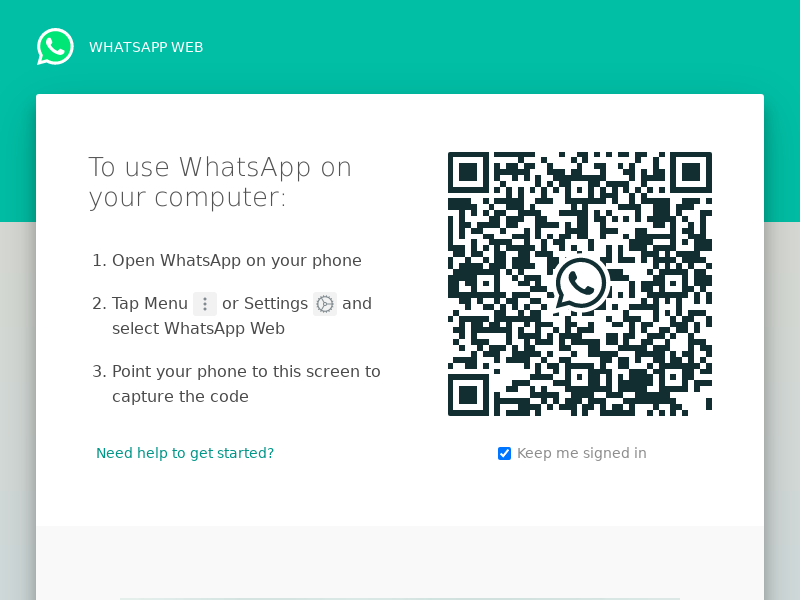 WHATSAPP WEB
To use WhatsApp on
your computer:
1. Open WhatsApp on your phone
2. Tap Menu or Settings and
select WhatsApp Web
3. Point your phone to this screen to
capture the code
Need help to get started?
Keep me signed in